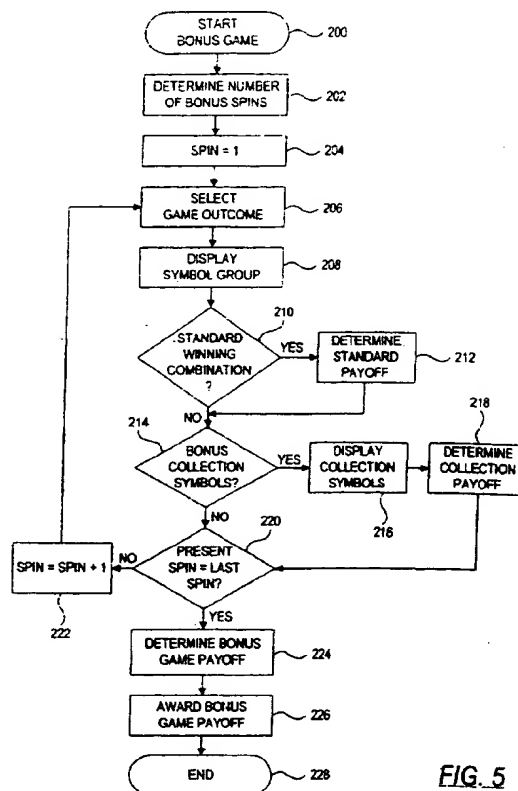 START
BONUS GAME
200
DETERMINE NUMBER
OF BONUS SPINS
202
SPIN = 1
204
SELECT
GAME OUTCOME
206
DISPLAY
SYMBOL GROUP
208
210
STANDARD
WINNING
COMBINATION
?
YES
DETERMINE
STANDARD
PAYOFF
212
NO
214
BONUS
COLLECTION
SYMBOLS?
YES
DISPLAY
COLLECTION
SYMBOLS
216
218
DETERMINE
COLLECTION
PAYOFF
NO
220
PRESENT
SPIN = LAST
SPIN?
NO
SPIN = SPIN + 1
222
YES
DETERMINE BONUS
GAME PAYOFF
224
AWARD BONUS
GAME PAYOFF
226
END
228
FIG. 5